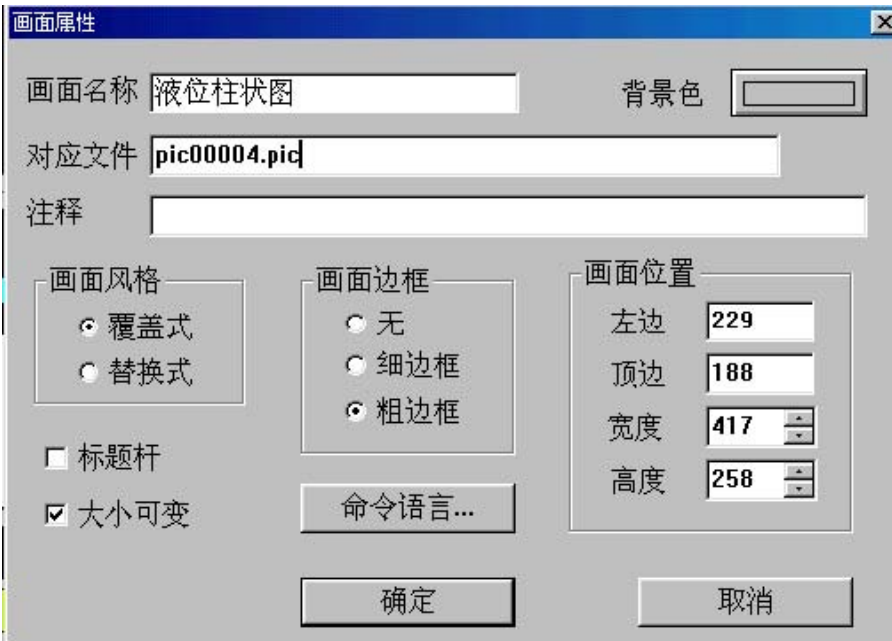 画面属性
画面名称 液位柱状图 背景色
对应文件 pic00004.pic
注释
画面风格
覆盖式
替换式
画面边框
无
细边框
粗边框
画面位置
左边 229
顶边 188
宽度 417
高度 258
标题杆
大小可变
命令语言...
确定 取消